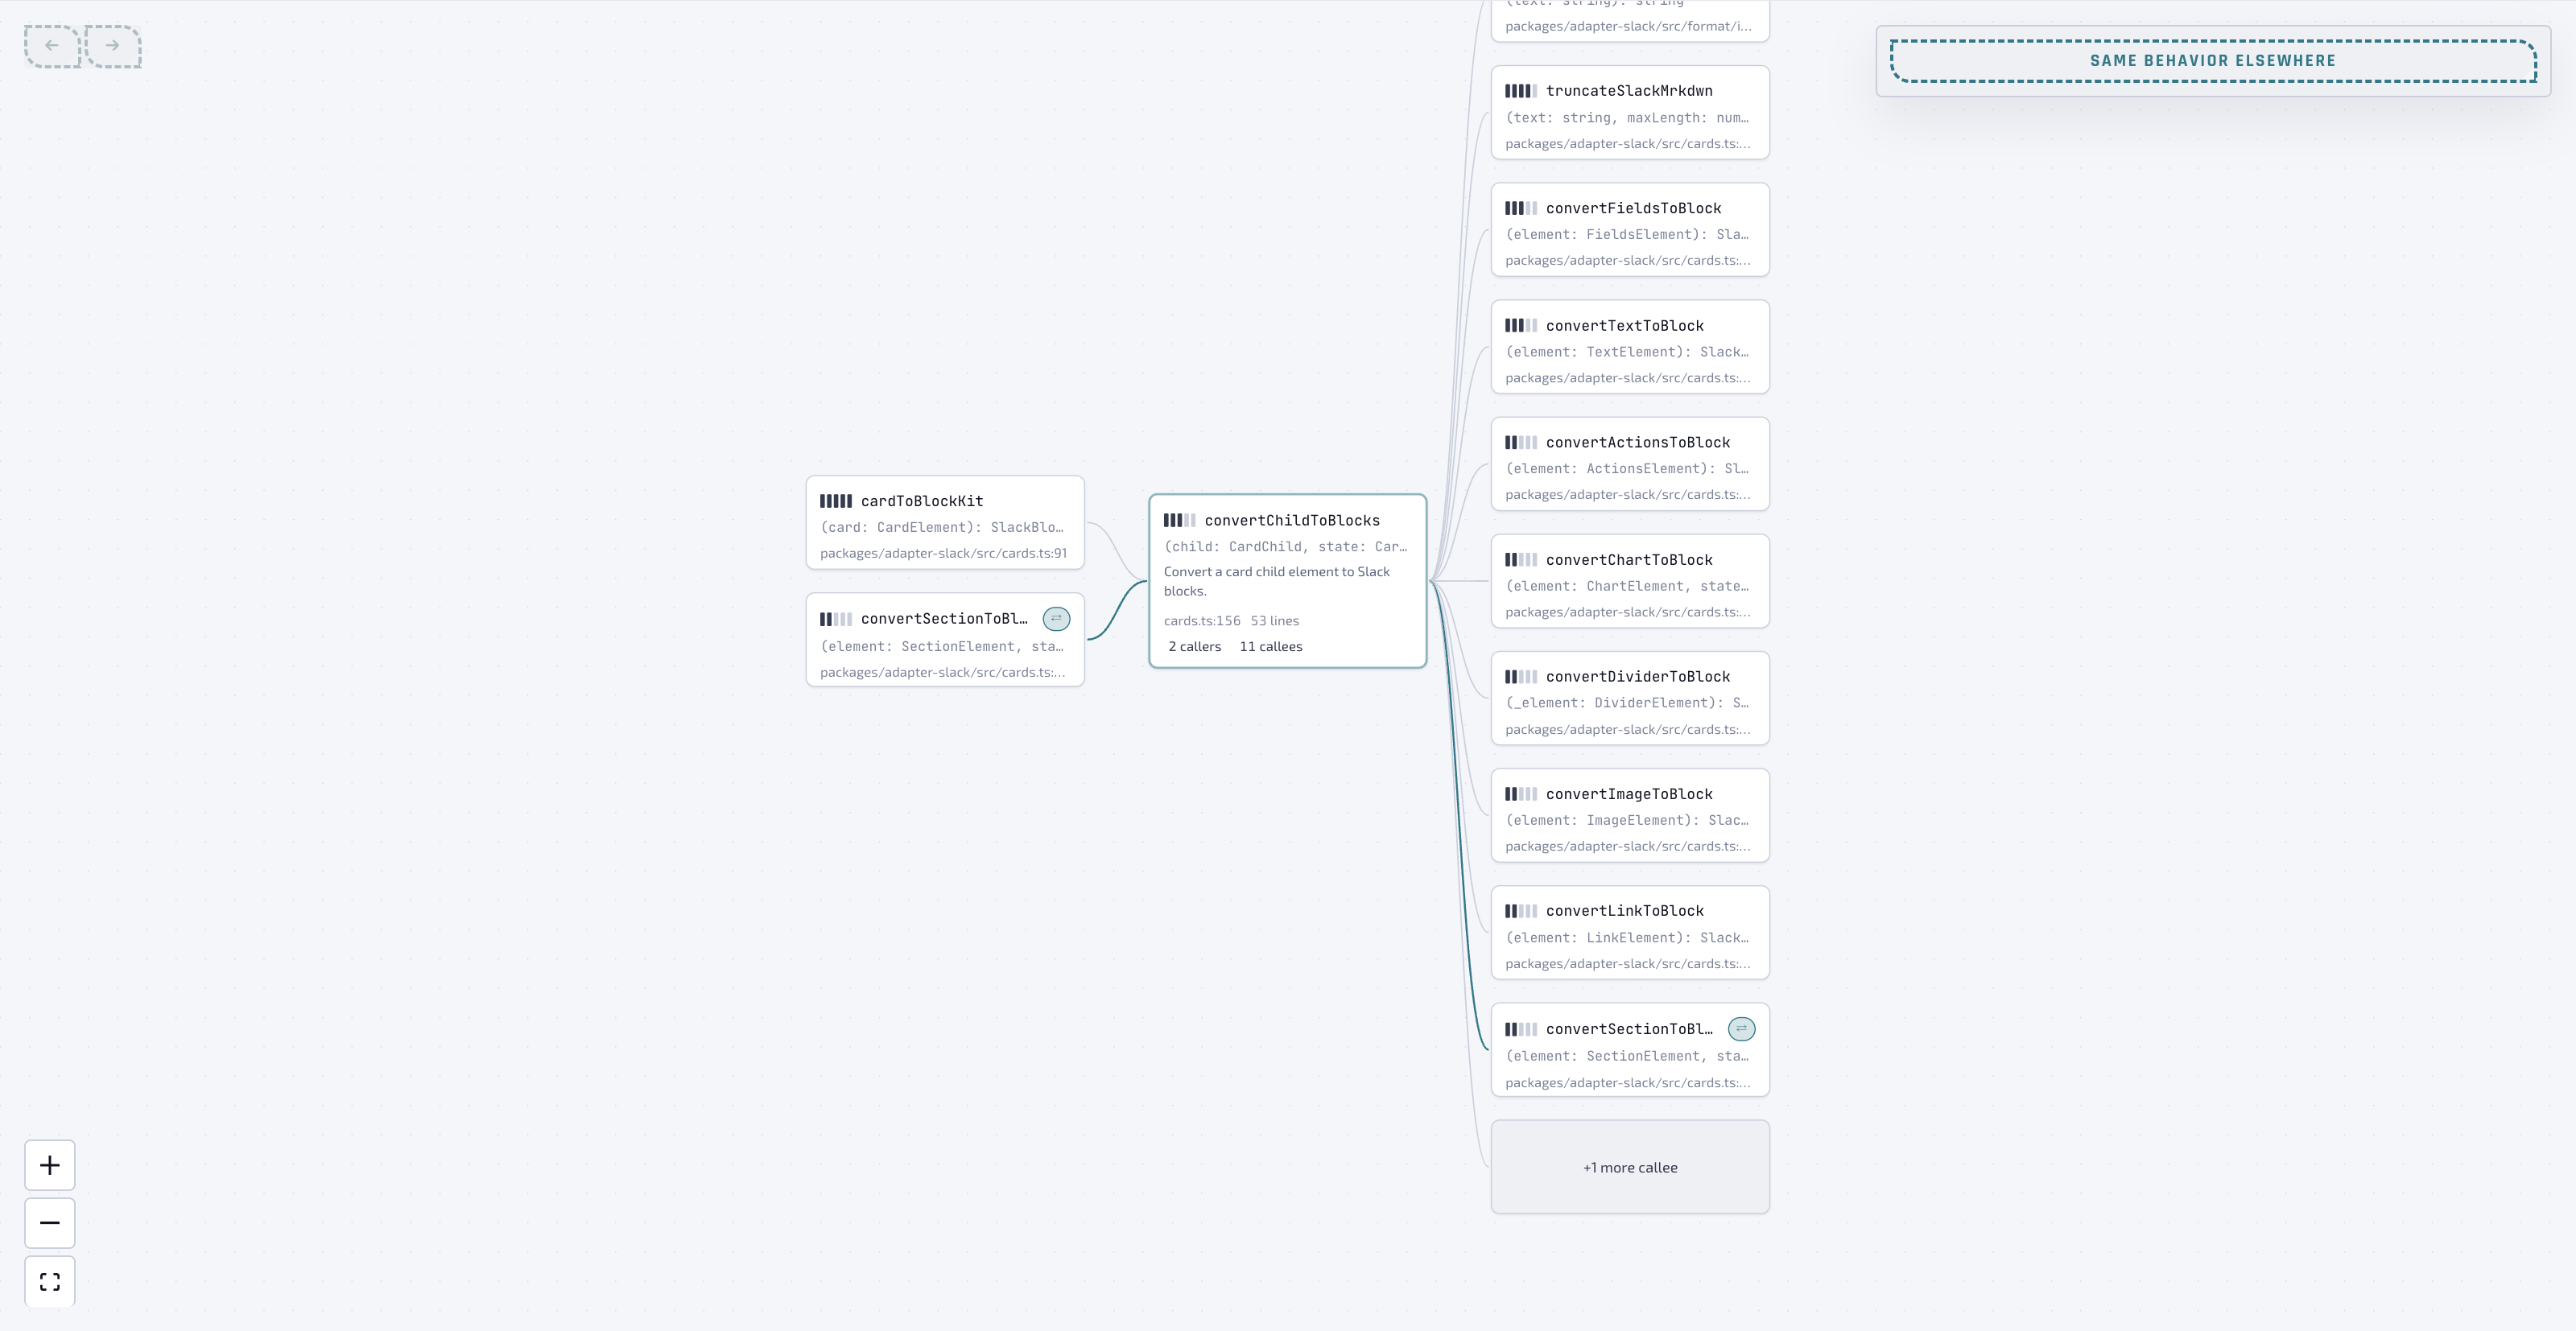 (text: string): string
packages/adapter-slack/src/format/i…
SAME BEHAVIOR ELSEWHERE
truncateSlackMrkdwn
(text: string, maxLength: num…
packages/adapter-slack/src/cards.ts:…
convertFieldsToBlock
(element: FieldsElement): Sla…
packages/adapter-slack/src/cards.ts:…
convertTextToBlock
(element: TextElement): Slack…
packages/adapter-slack/src/cards.ts:…
convertActionsToBlock
(element: ActionsElement): Sl…
packages/adapter-slack/src/cards.ts:…
cardToBlockKit
(card: CardElement): SlackBlo…
packages/adapter-slack/src/cards.ts:91
convertSectionToBl…
(element: SectionElement, sta…
packages/adapter-slack/src/cards.ts:…
convertChildToBlocks
(child: CardChild, state: Car…
Convert a card child element to Slack
blocks.
cards.ts:156 53 lines
2 callers 11 callees
convertChartToBlock
(element: ChartElement, state…
packages/adapter-slack/src/cards.ts:…
convertDividerToBlock
(_element: DividerElement): S…
packages/adapter-slack/src/cards.ts:…
convertImageToBlock
(element: ImageElement): Slac…
packages/adapter-slack/src/cards.ts:…
convertLinkToBlock
(element: LinkElement): Slack…
packages/adapter-slack/src/cards.ts:…
convertSectionToBl…
(element: SectionElement, sta…
packages/adapter-slack/src/cards.ts:…
+1 more callee